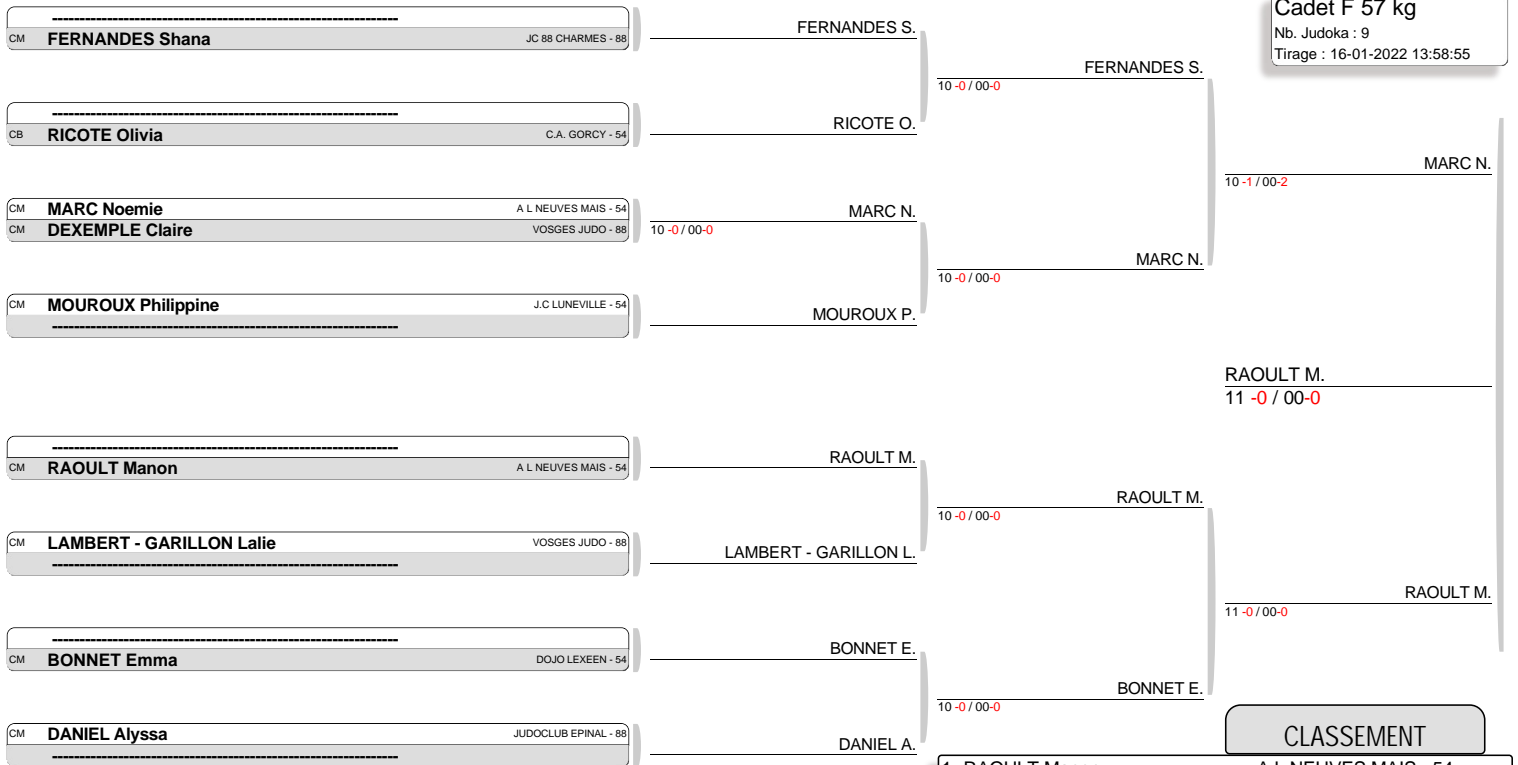 Cadet F 57 kg
Nb. Judoka : 9
Tirage : 16-01-2022 13:58:55
----------------------------------------------------------------
CM FERNANDES Shana JC 88 CHARMES - 88
FERNANDES S.
FERNANDES S.
10 -0 / 00-0
----------------------------------------------------------------
CB RICOTE Olivia C.A. GORCY - 54
RICOTE O.
MARC N.
10 -1 / 00-2
CM MARC Noemie A L NEUVES MAIS - 54
CM DEXEMPLE Claire VOSGES JUDO - 88
MARC N.
10 -0 / 00-0
MARC N.
10 -0 / 00-0
CM MOUROUX Philippine J.C LUNEVILLE - 54
----------------------------------------------------------------
MOUROUX P.
RAOULT M.
11 -0 / 00-0
----------------------------------------------------------------
CM RAOULT Manon A L NEUVES MAIS - 54
RAOULT M.
RAOULT M.
10 -0 / 00-0
CM LAMBERT - GARILLON Lalie VOSGES JUDO - 88
----------------------------------------------------------------
LAMBERT - GARILLON L.
RAOULT M.
11 -0 / 00-0
----------------------------------------------------------------
CM BONNET Emma DOJO LEXEEN - 54
BONNET E.
BONNET E.
10 -0 / 00-0
CM DANIEL Alyssa JUDOCLUB EPINAL - 88
----------------------------------------------------------------
DANIEL A.
CLASSEMENT
1 RAOULT Manon A L NEUVES MAIS - 54